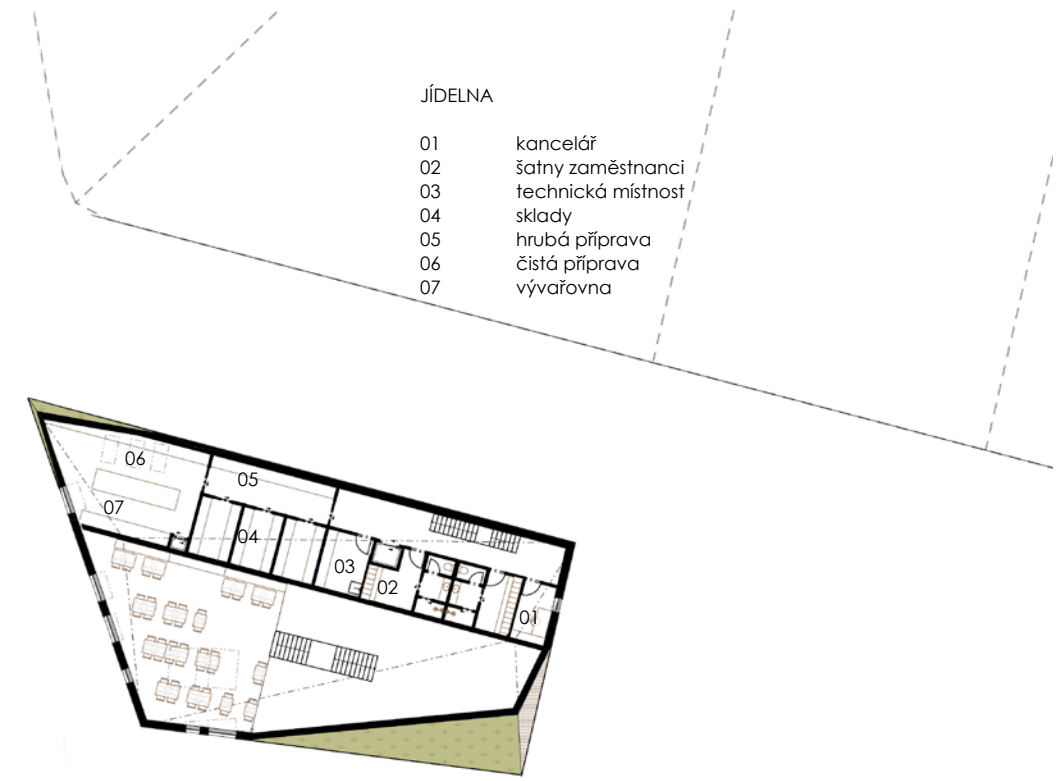 JÍDELNA
01 kancelář
02 šatny zaměstnanci
03 technická místnost
04 sklady
05 hrubá příprava
06 čistá příprava
07 vývařovna
06
05
07
04
03
02
01